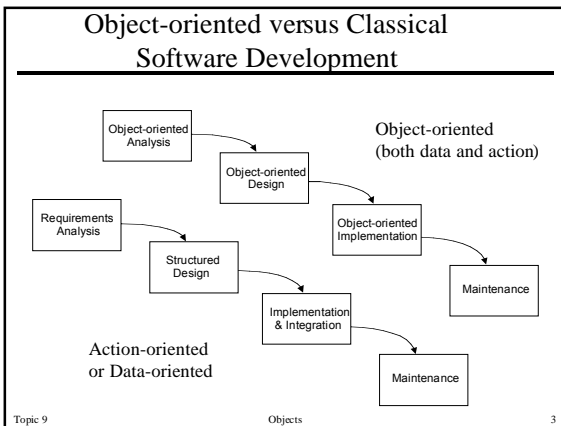 Object-oriented versus Classical
Software Development
Object-oriented
Analysis
Object-oriented
(both data and action)
Object-oriented
Design
Requirements
Analysis
Object-oriented
Implementation
Structured
Design
Maintenance
Implementation
& Integration
Action-oriented
or Data-oriented
Maintenance
Topic 9
Objects
3